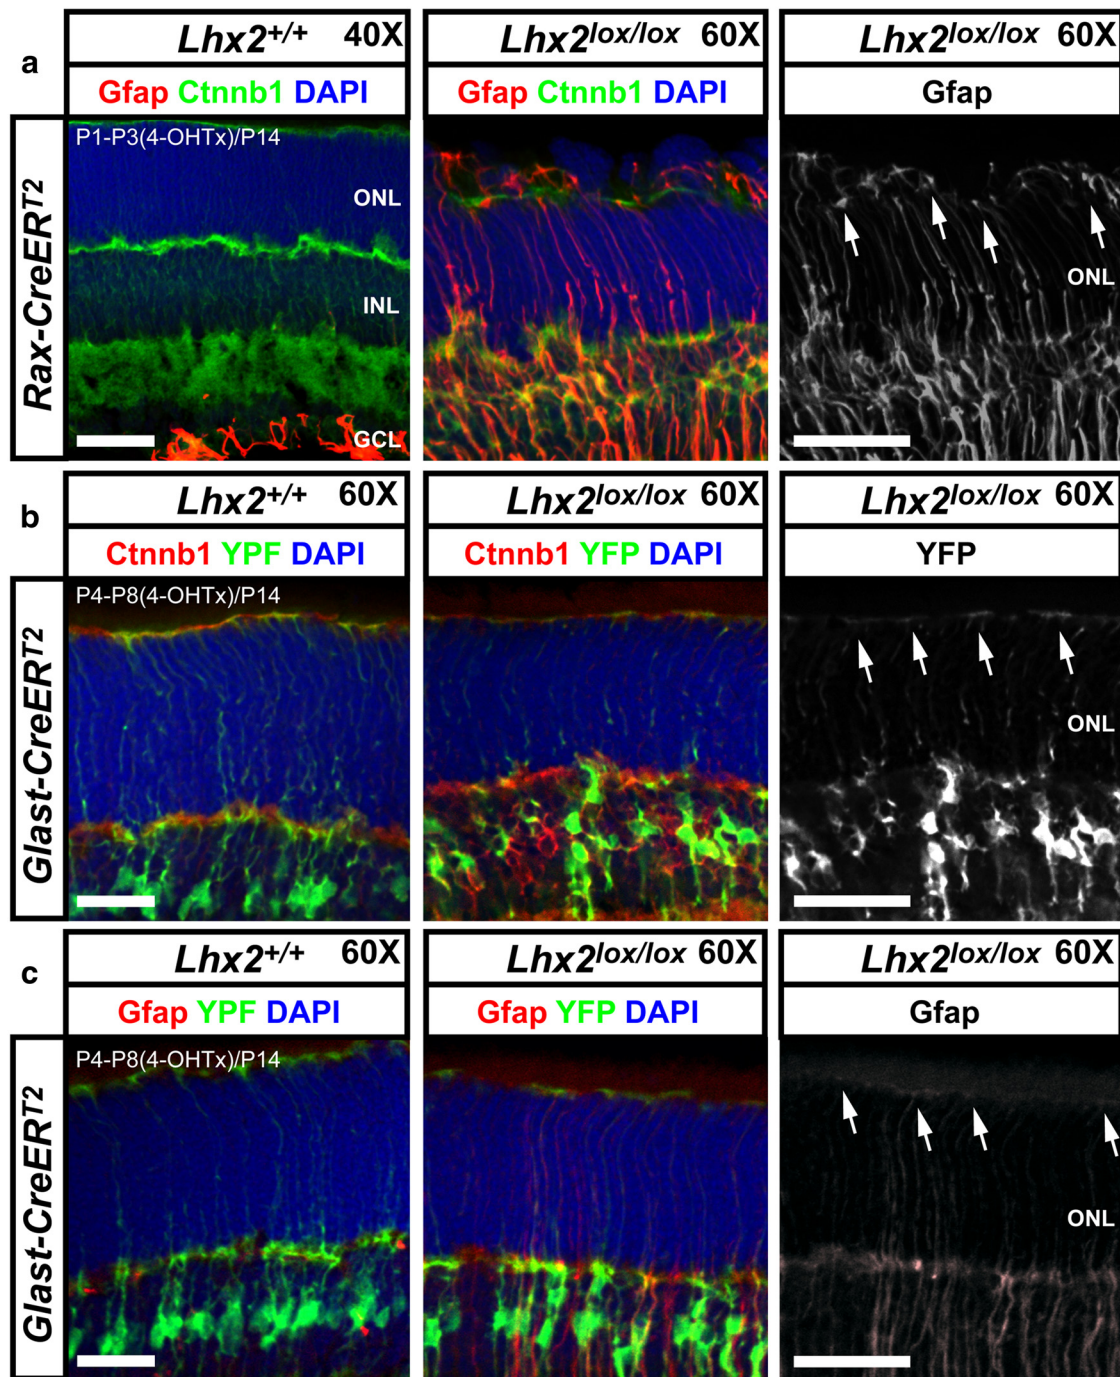 a
Lhx2+/+ 40X
Lhx2lox/lox 60X
Lhx2lox/lox 60X
Gfap Ctnnb1 DAPI
Gfap Ctnnb1 DAPI
Gfap
Rax-CreERT2
P1-P3(4-OHTx)/P14
ONL
INL
GCL
ONL
b
Lhx2+/+ 60X
Lhx2lox/lox 60X
Lhx2lox/lox 60X
Ctnnb1 YPF DAPI
Ctnnb1 YFP DAPI
YFP
Glast-CreERT2
P4-P8(4-OHTx)/P14
ONL
c
Lhx2+/+ 60X
Lhx2lox/lox 60X
Lhx2lox/lox 60X
Gfap YPF DAPI
Gfap YFP DAPI
Gfap
Glast-CreERT2
P4-P8(4-OHTx)/P14
ONL